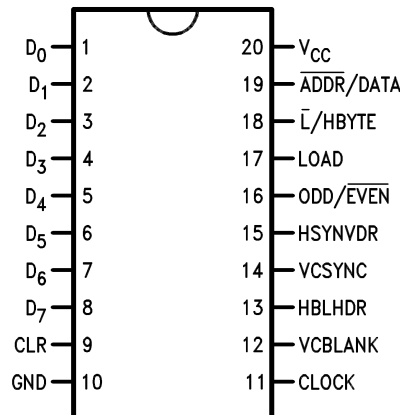 D0 1 20 VCC
D1 2 19 A̅D̅D̅R̅/DATA
D2 3 18 L̅/HBYTE
D3 4 17 LOAD
D4 5 16 ODD/E̅V̅E̅N̅
D5 6 15 HSYNVDR
D6 7 14 VCSYNC
D7 8 13 HBLHDR
CLR 9 12 VCBLANK
GND 10 11 CLOCK